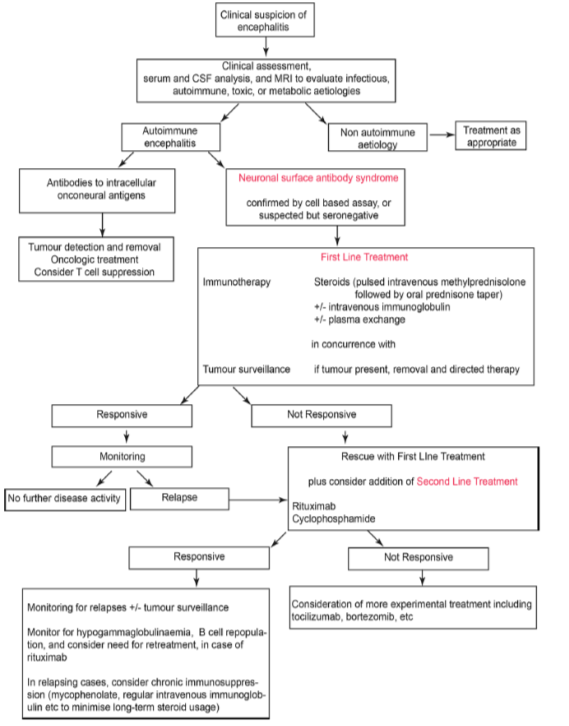 Clinical suspicion of
encephalitis
Clinical assessment,
serum and CSF analysis, and MRI to evaluate infectious,
autoimmune, toxic, or metabolic aetiologies
Autoimmune
encephalitis
Non autoimmune
aetiology
Treatment as
appropriate
Antibodies to intracellular
onconeural antigens
Neuronal surface antibody syndrome
confirmed by cell based assay, or
suspected but seronegative
Tumour detection and removal
Oncologic treatment
Consider T cell suppression
First Line Treatment
Immunotherapy
Steroids (pulsed intravenous methylprednisolone
followed by oral prednisone taper)
+/- intravenous immunoglobulin
+/- plasma exchange
in concurrence with
Tumour surveillance
if tumour present, removal and directed therapy
Responsive
Not Responsive
Monitoring
Rescue with First LIne Treatment
plus consider addition of Second Line Treatment
Rituximab
Cyclophosphamide
No further disease activity
Relapse
Responsive
Not Responsive
Monitoring for relapses +/- tumour surveillance
Monitor for hypogammaglobulinaemia, B cell repopula-
tion, and consider need for retreatment, in case of
rituximab
In relapsing cases, consider chronic immunosuppres-
sion (mycophenolate, regular intravenous immunoglob-
ulin etc to minimise long-term steroid usage)
Consideration of more experimental treatment including
tocilizumab, bortezomib, etc